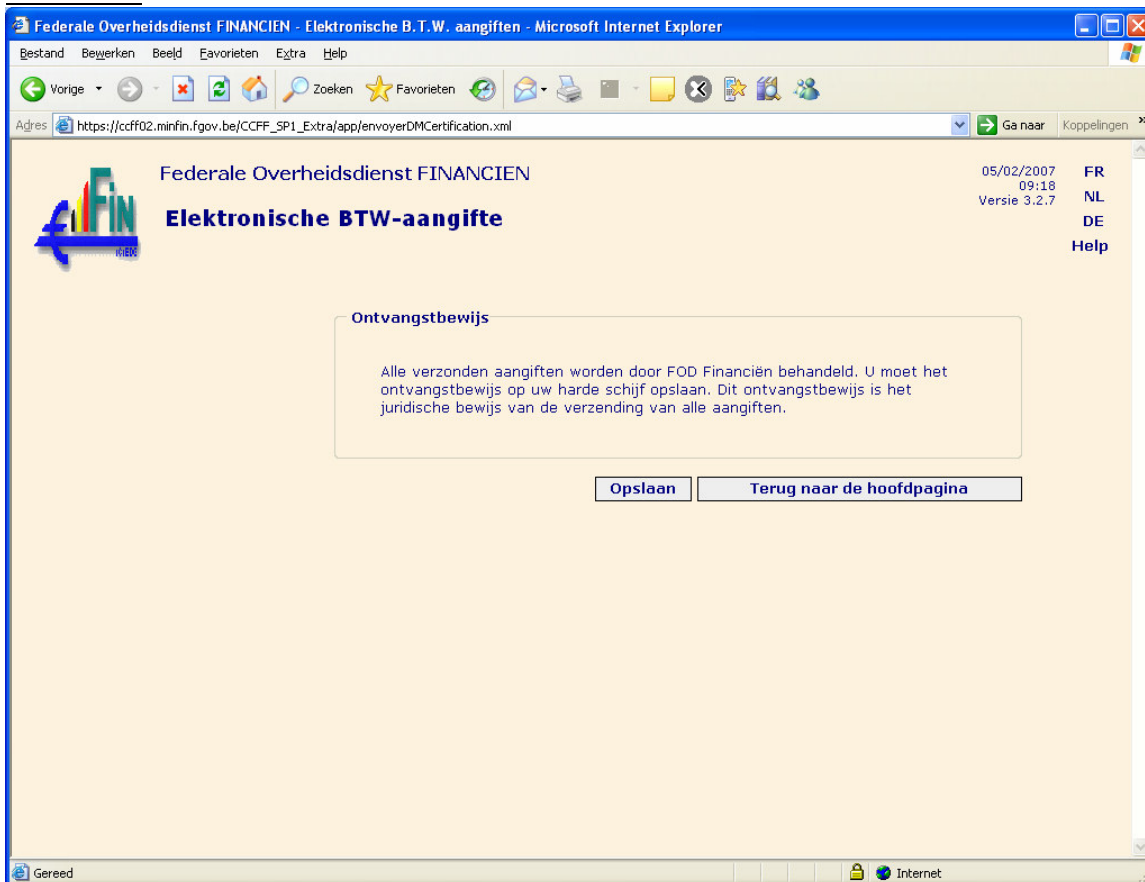 Federale Overheidsdienst FINANCIEN - Elektronische B.T.W. aangiften - Microsoft Internet Explorer
Bestand Bewerken Beeld Favorieten Extra Help
Vorige Zoeken Favorieten
Adres https://ccff02.minfin.fgov.be/CCFF_SP1_Extra/app/envoyerDMCertification.xml Ga naar Koppelingen »
Federale Overheidsdienst FINANCIEN
Elektronische BTW-aangifte
05/02/2007
09:18
Versie 3.2.7
FR
NL
DE
Help
Fin
Ontvangstbewijs
Alle verzonden aangiften worden door FOD Financiën behandeld. U moet het
ontvangstbewijs op uw harde schijf opslaan. Dit ontvangstbewijs is het
juridische bewijs van de verzending van alle aangiften.
Opslaan Terug naar de hoofdpagina
Gereed Internet